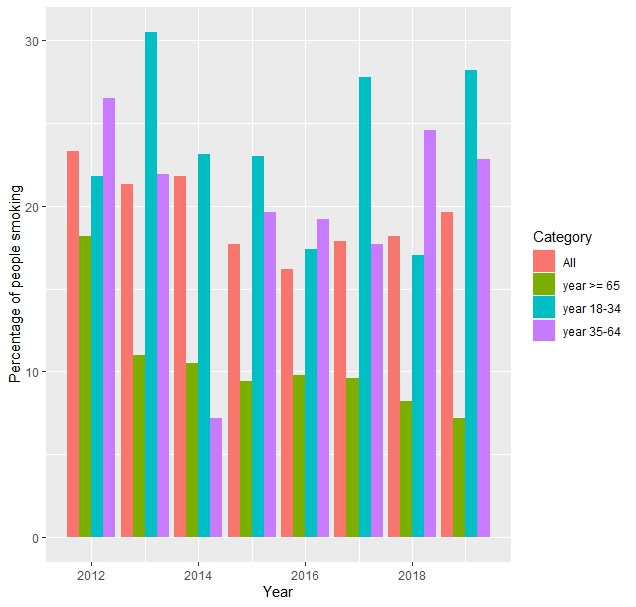 30
20
10
0
Percentage of people smoking
2012 2014 2016 2018
Year
Category
All
year >= 65
year 18-34
year 35-64